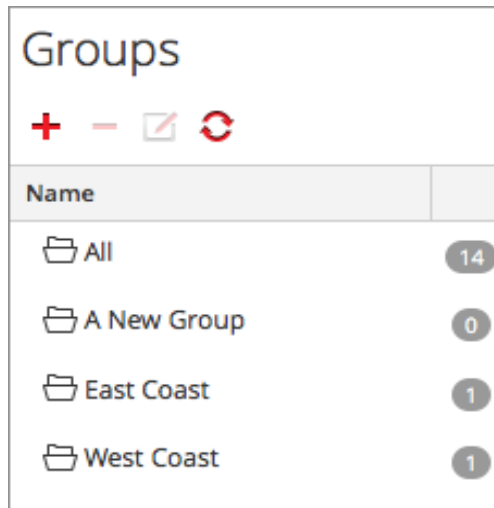 Groups
Name
All 14
A New Group 0
East Coast 1
West Coast 1